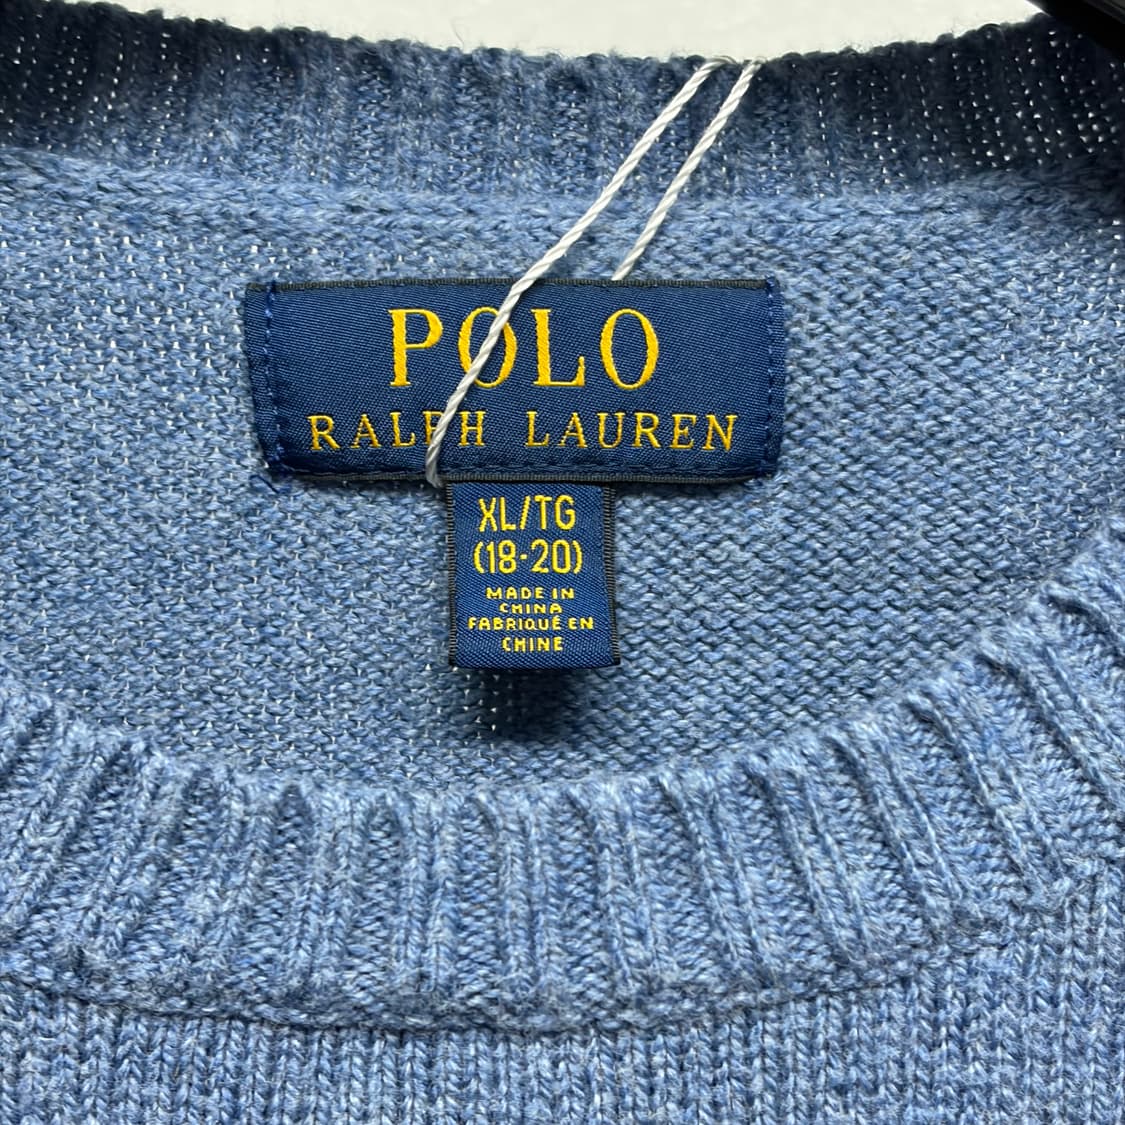 POLO
RALPH LAUREN
XL/TG
(18-20)
MADE IN
CHINA
FABRIQUÉ EN
CHINE